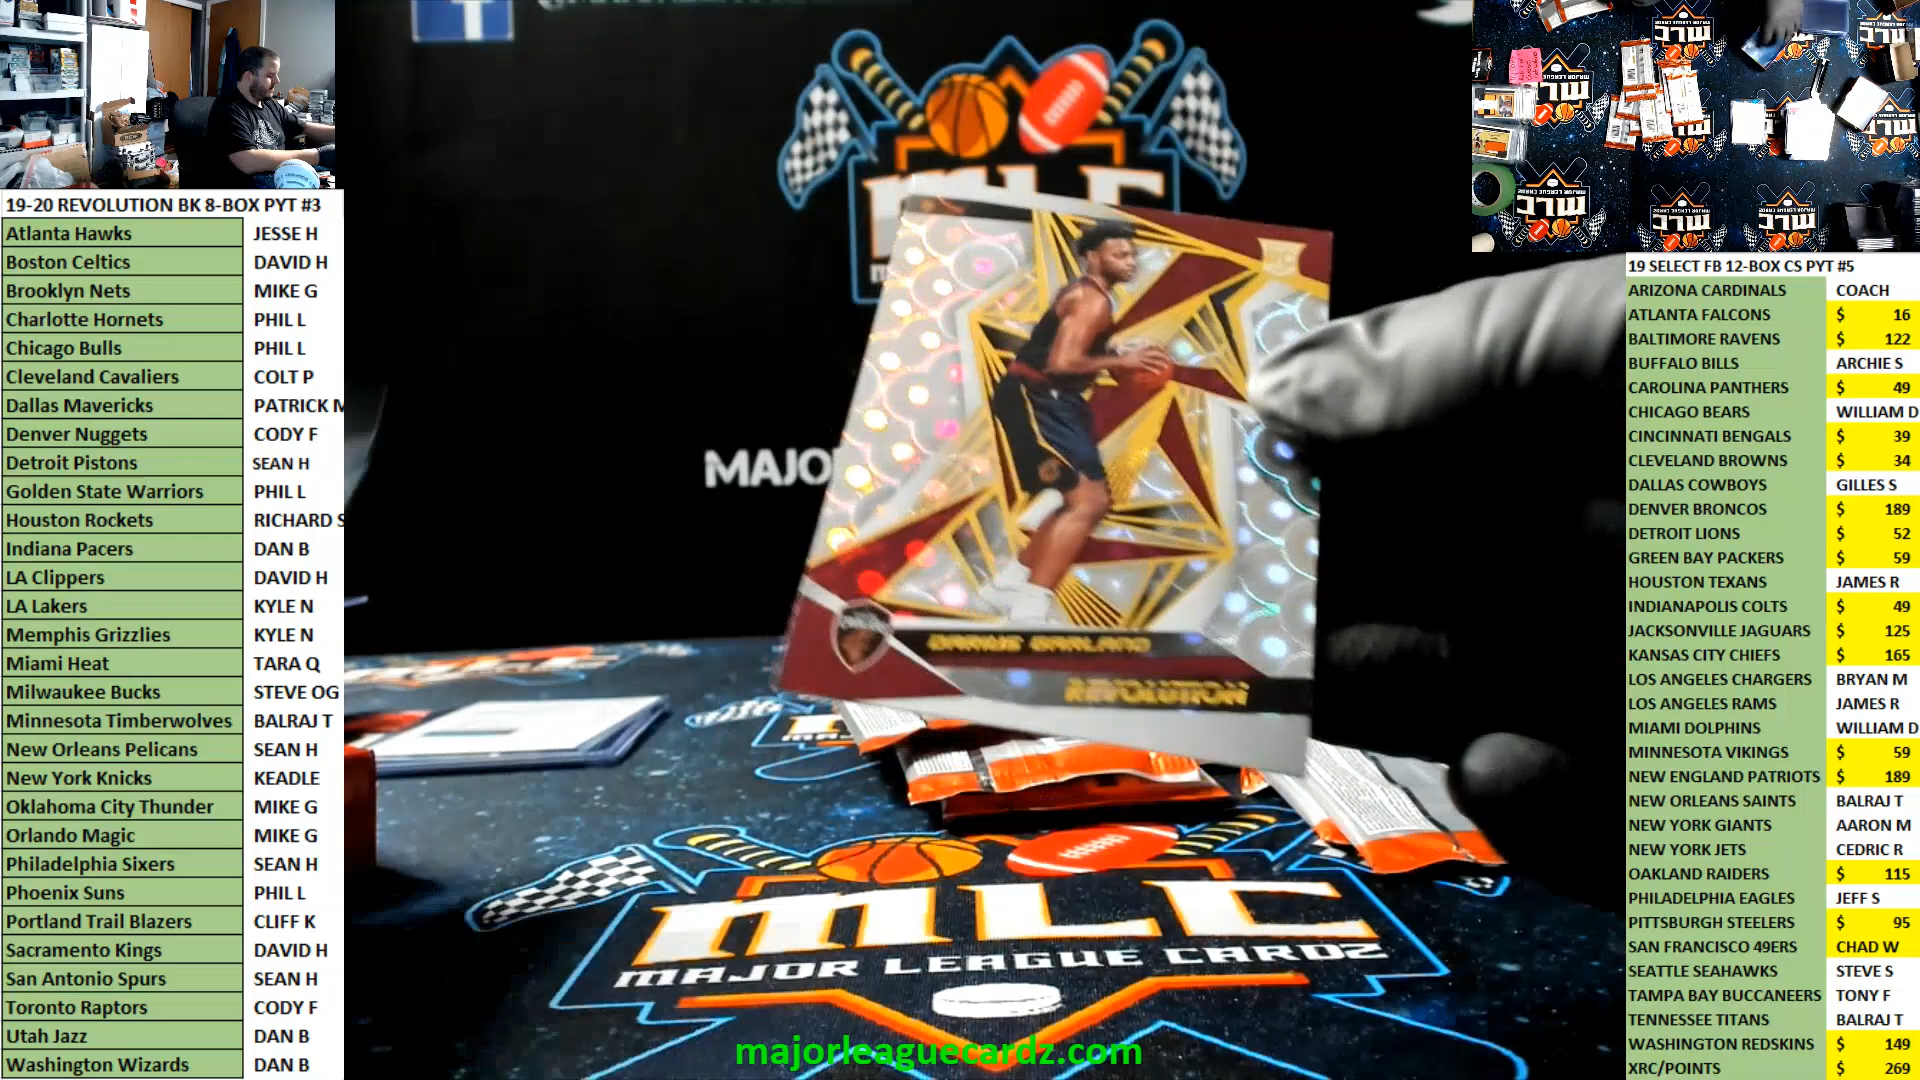 19-20 REVOLUTION BK 8-BOX PYT #3
Atlanta Hawks JESSE H
Boston Celtics DAVID H
Brooklyn Nets MIKE G
Charlotte Hornets PHIL L
Chicago Bulls PHIL L
Cleveland Cavaliers COLT P
Dallas Mavericks PATRICK M
Denver Nuggets CODY F
Detroit Pistons SEAN H
Golden State Warriors PHIL L
Houston Rockets RICHARD S
Indiana Pacers DAN B
LA Clippers DAVID H
LA Lakers KYLE N
Memphis Grizzlies KYLE N
Miami Heat TARA Q
Milwaukee Bucks STEVE OG
Minnesota Timberwolves BALRAJ T
New Orleans Pelicans SEAN H
New York Knicks KEADLE
Oklahoma City Thunder MIKE G
Orlando Magic MIKE G
Philadelphia Sixers SEAN H
Phoenix Suns PHIL L
Portland Trail Blazers CLIFF K
Sacramento Kings DAVID H
San Antonio Spurs SEAN H
Toronto Raptors CODY F
Utah Jazz DAN B
Washington Wizards DAN B
MLC
MAJO
RC
DARIUS GARLAND
REVOLUTION
MLC
MAJOR LEAGUE CARDZ
majorleaguecardz.com
19 SELECT FB 12-BOX CS PYT #5
ARIZONA CARDINALS COACH
ATLANTA FALCONS $ 16
BALTIMORE RAVENS $ 122
BUFFALO BILLS ARCHIE S
CAROLINA PANTHERS $ 49
CHICAGO BEARS WILLIAM D
CINCINNATI BENGALS $ 39
CLEVELAND BROWNS $ 34
DALLAS COWBOYS GILLES S
DENVER BRONCOS $ 189
DETROIT LIONS $ 52
GREEN BAY PACKERS $ 59
HOUSTON TEXANS JAMES R
INDIANAPOLIS COLTS $ 49
JACKSONVILLE JAGUARS $ 125
KANSAS CITY CHIEFS $ 165
LOS ANGELES CHARGERS BRYAN M
LOS ANGELES RAMS JAMES R
MIAMI DOLPHINS WILLIAM D
MINNESOTA VIKINGS $ 59
NEW ENGLAND PATRIOTS $ 189
NEW ORLEANS SAINTS BALRAJ T
NEW YORK GIANTS AARON M
NEW YORK JETS CEDRIC R
OAKLAND RAIDERS $ 115
PHILADELPHIA EAGLES JEFF S
PITTSBURGH STEELERS $ 95
SAN FRANCISCO 49ERS CHAD W
SEATTLE SEAHAWKS STEVE S
TAMPA BAY BUCCANEERS TONY F
TENNESSEE TITANS BALRAJ T
WASHINGTON REDSKINS $ 149
XRC/POINTS $ 269